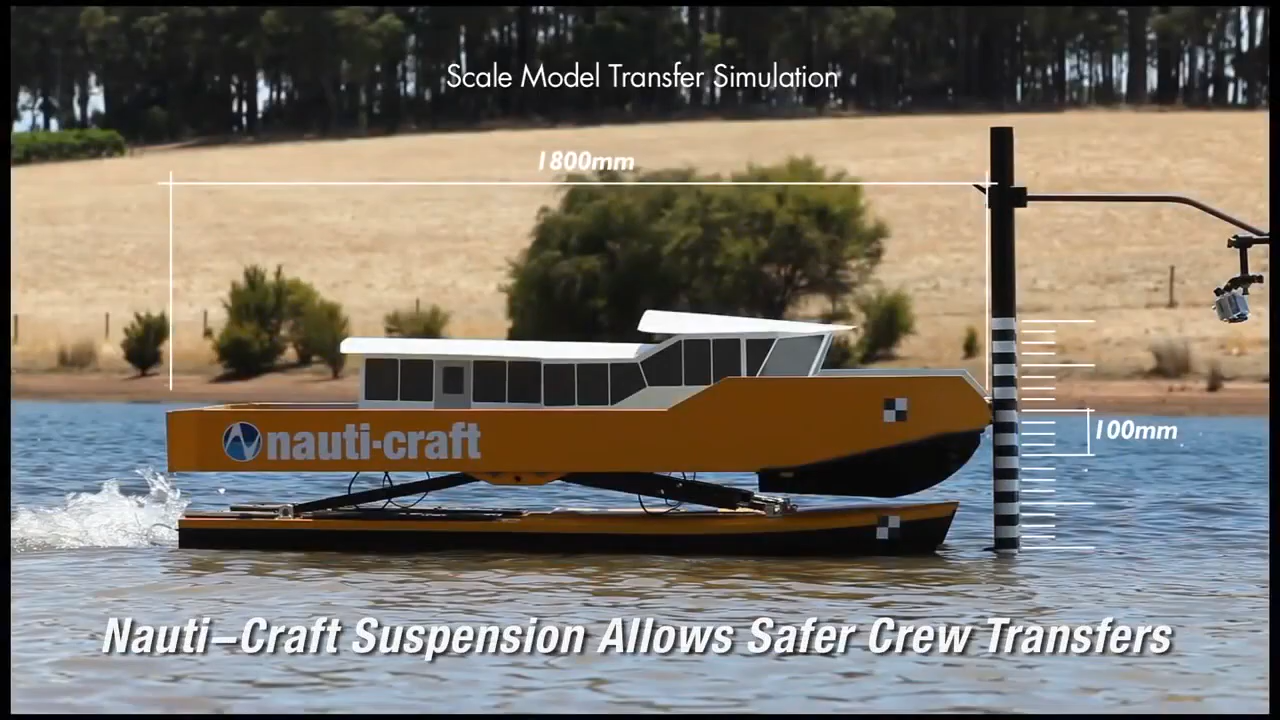 Scale Model Transfer Simulation
1800mm
nauti-craft
100mm
Nauti–Craft Suspension Allows Safer Crew Transfers